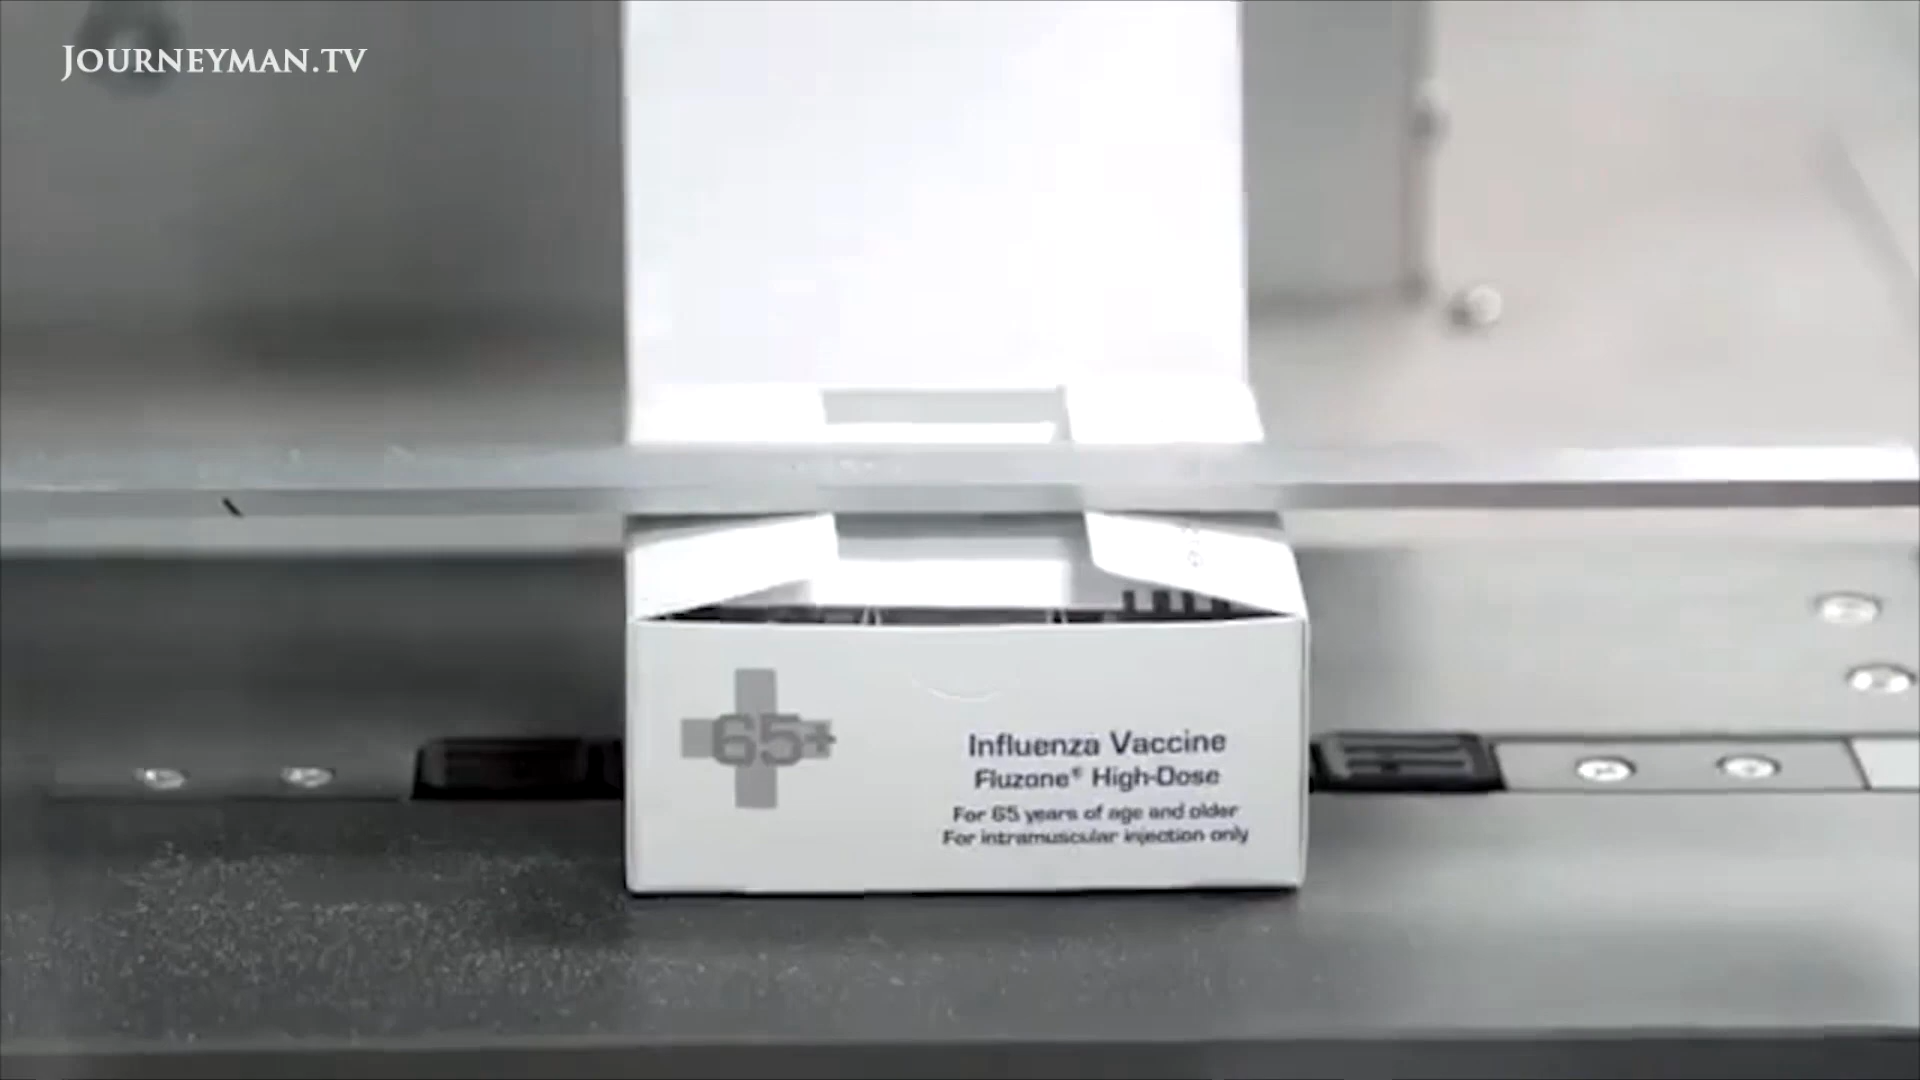 JOURNEYMAN.TV
65+
Influenza Vaccine
Fluzone® High-Dose
For 65 years of age and older
For intramuscular injection only